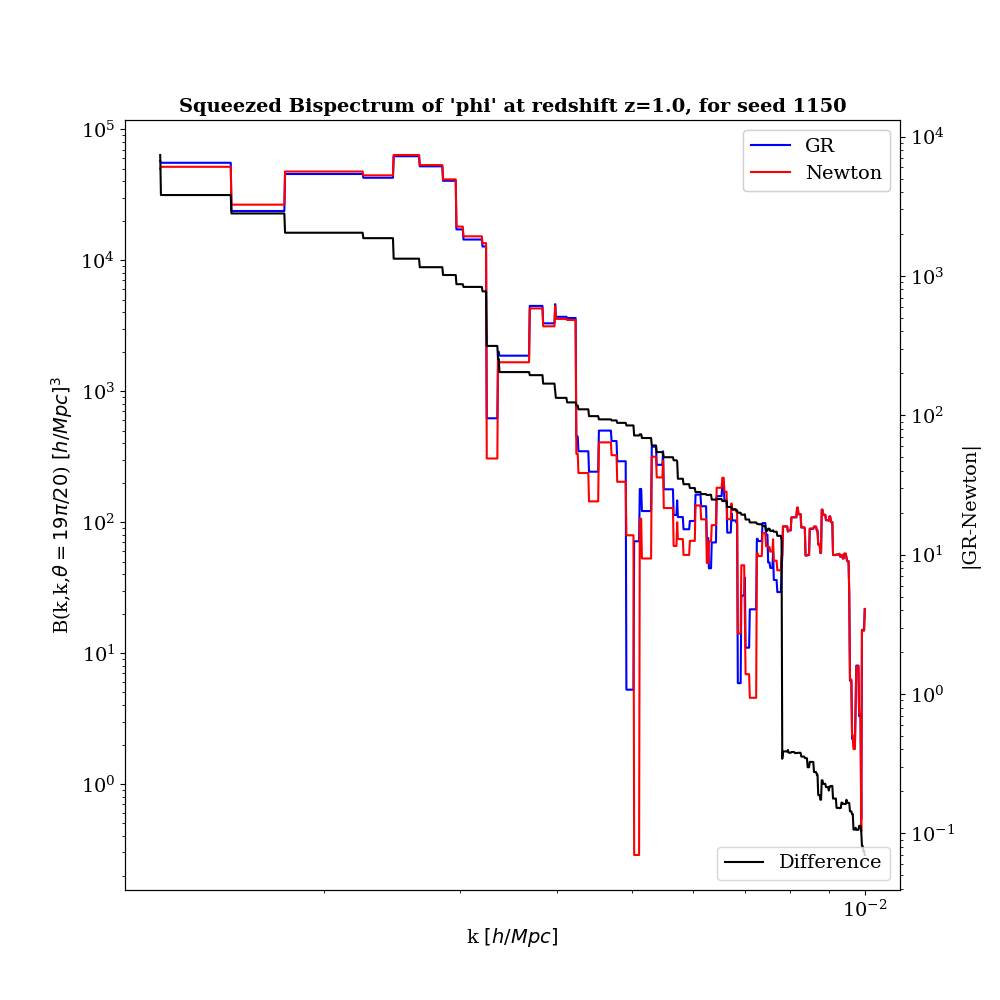 Squeezed Bispectrum of 'phi' at redshift z=1.0, for seed 1150
GR
Newton
Difference
10^5
10^4
10^3
10^2
10^1
10^0
10^4
10^3
10^2
10^1
10^0
10^-1
10^-2
B(k,k,θ = 19π/20) [h/Mpc]^3
|GR-Newton|
k [h/Mpc]